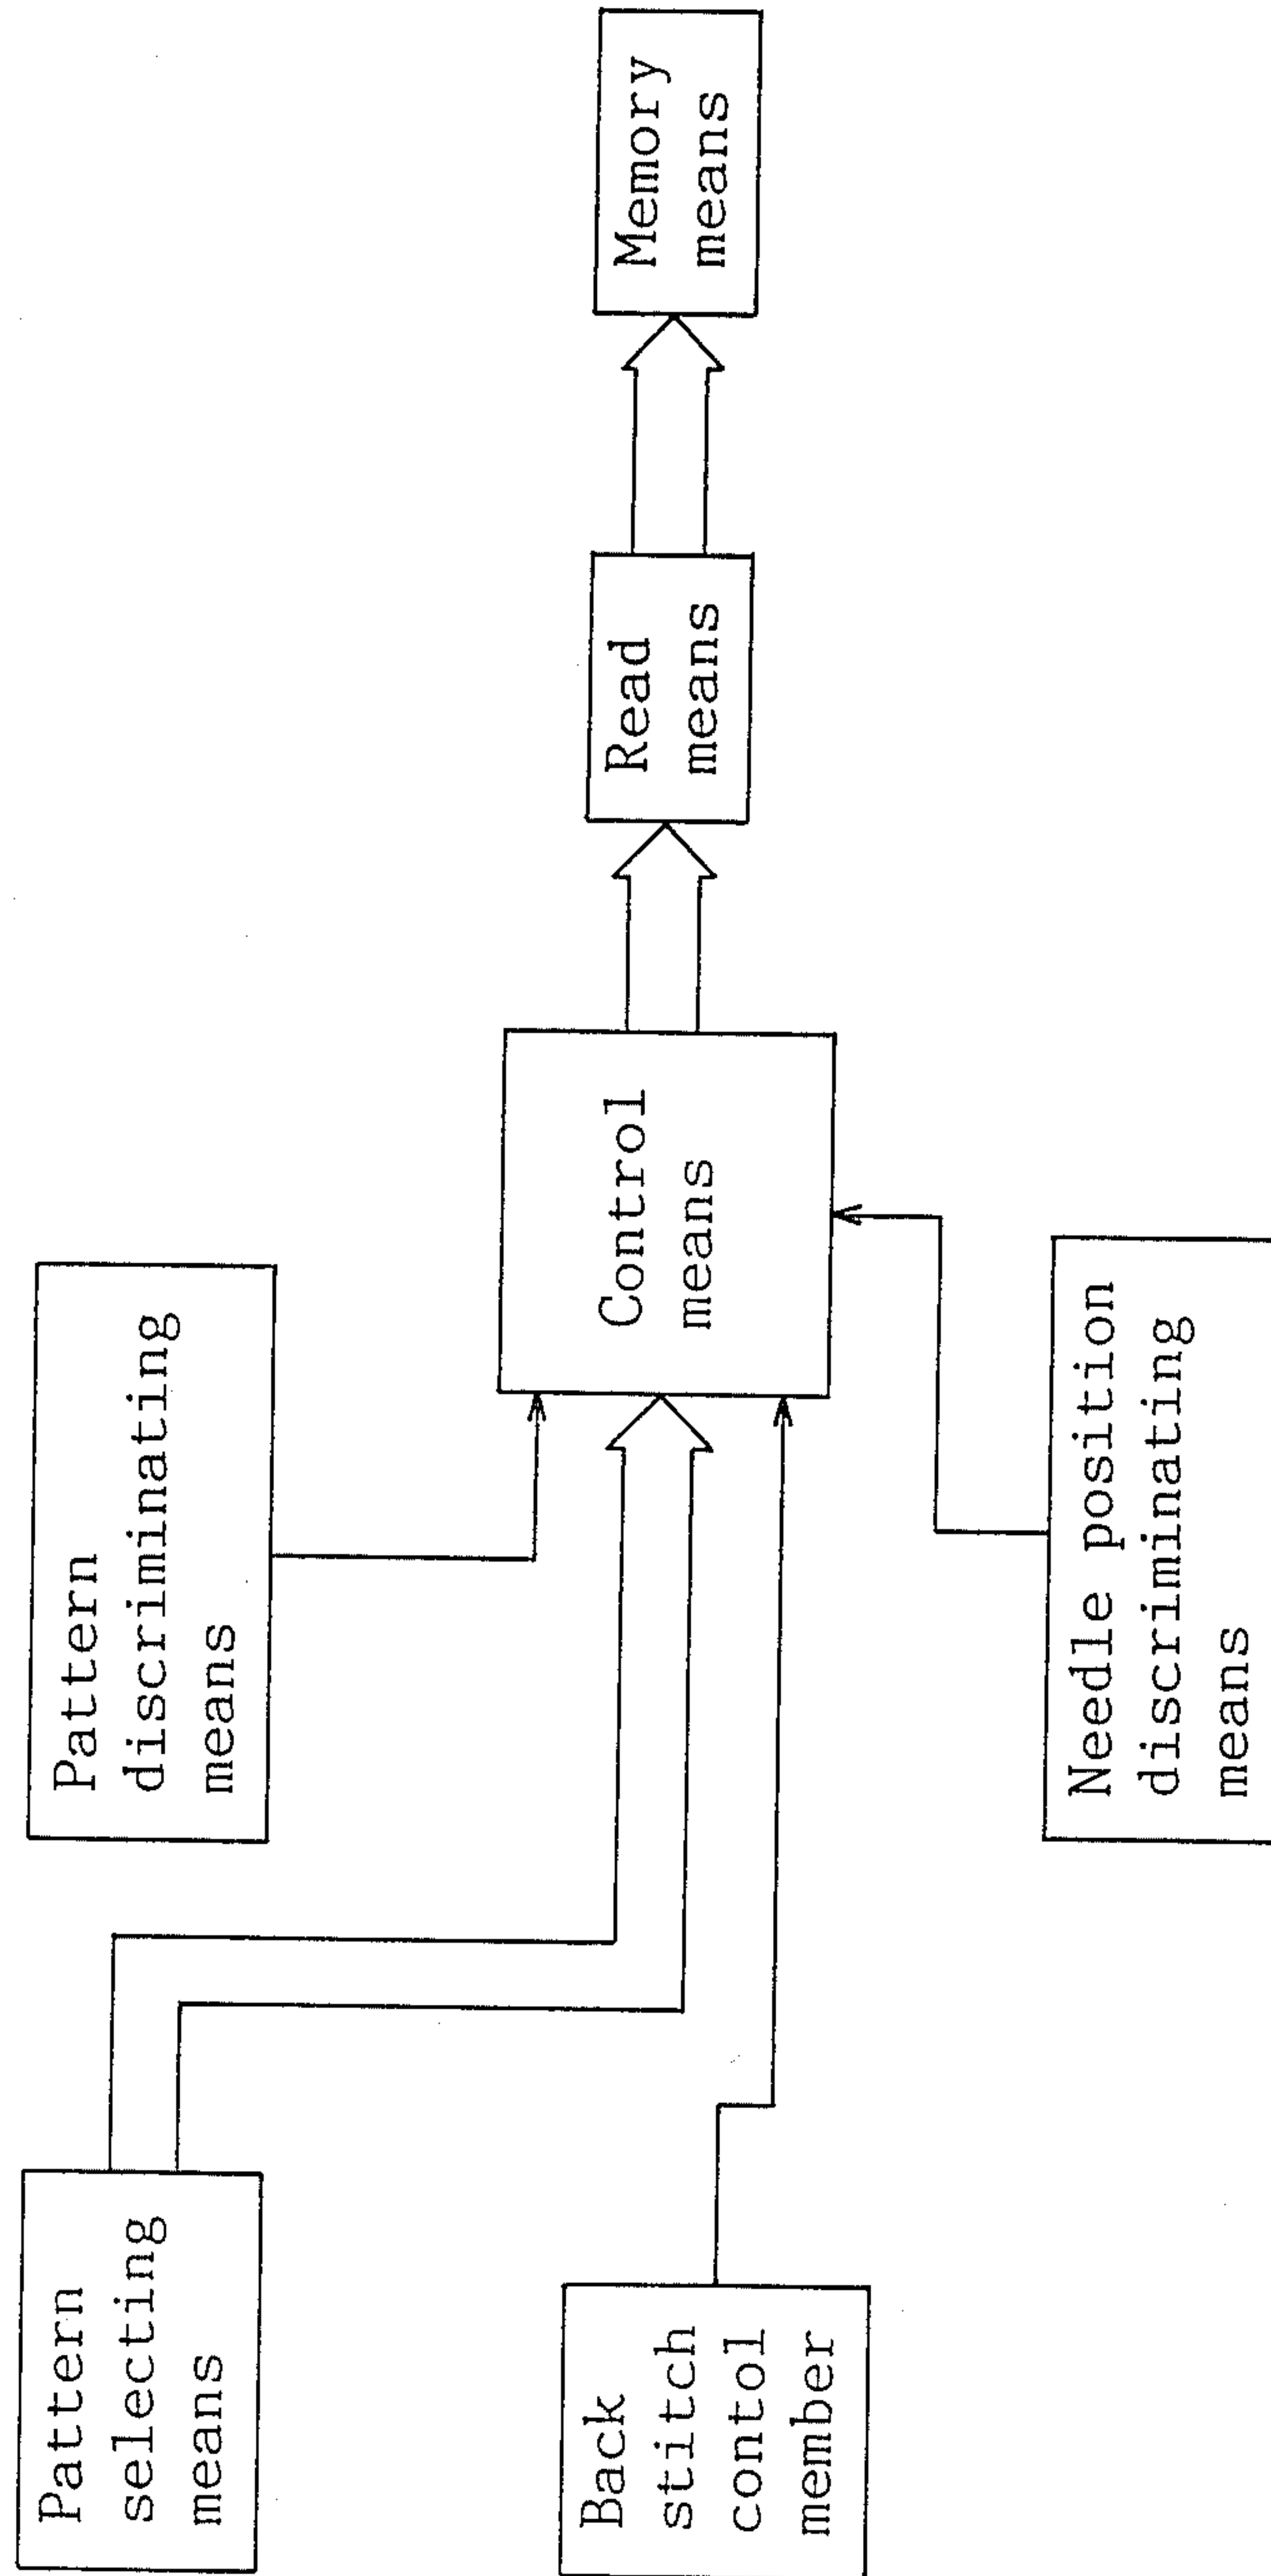 Pattern
selecting
means
Pattern
discriminating
means
Back
stitch
contol
member
Control
means
Needle position
discriminating
means
Read
means
Memory
means